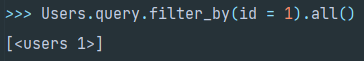 >>> Users.query.filter_by(id = 1).all()
[<users 1>]